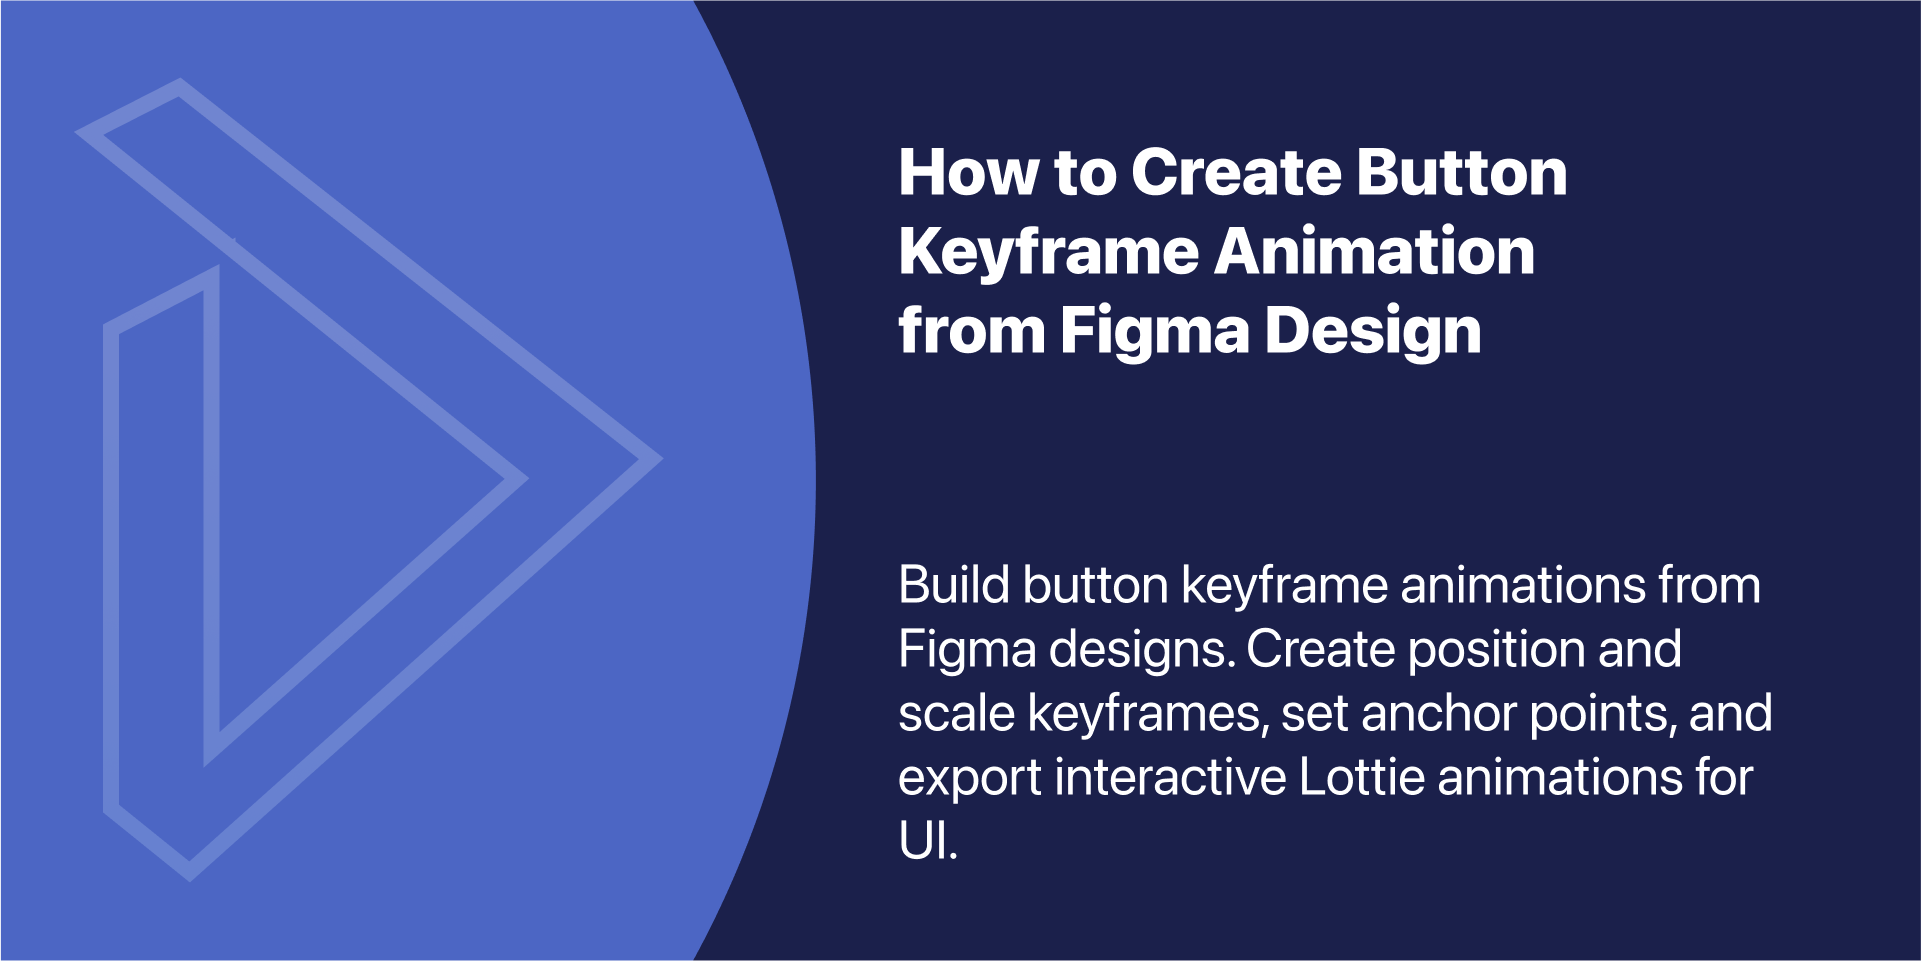 How to Create Button
Keyframe Animation
from Figma Design
Build button keyframe animations from
Figma designs. Create position and
scale keyframes, set anchor points, and
export interactive Lottie animations for
UI.